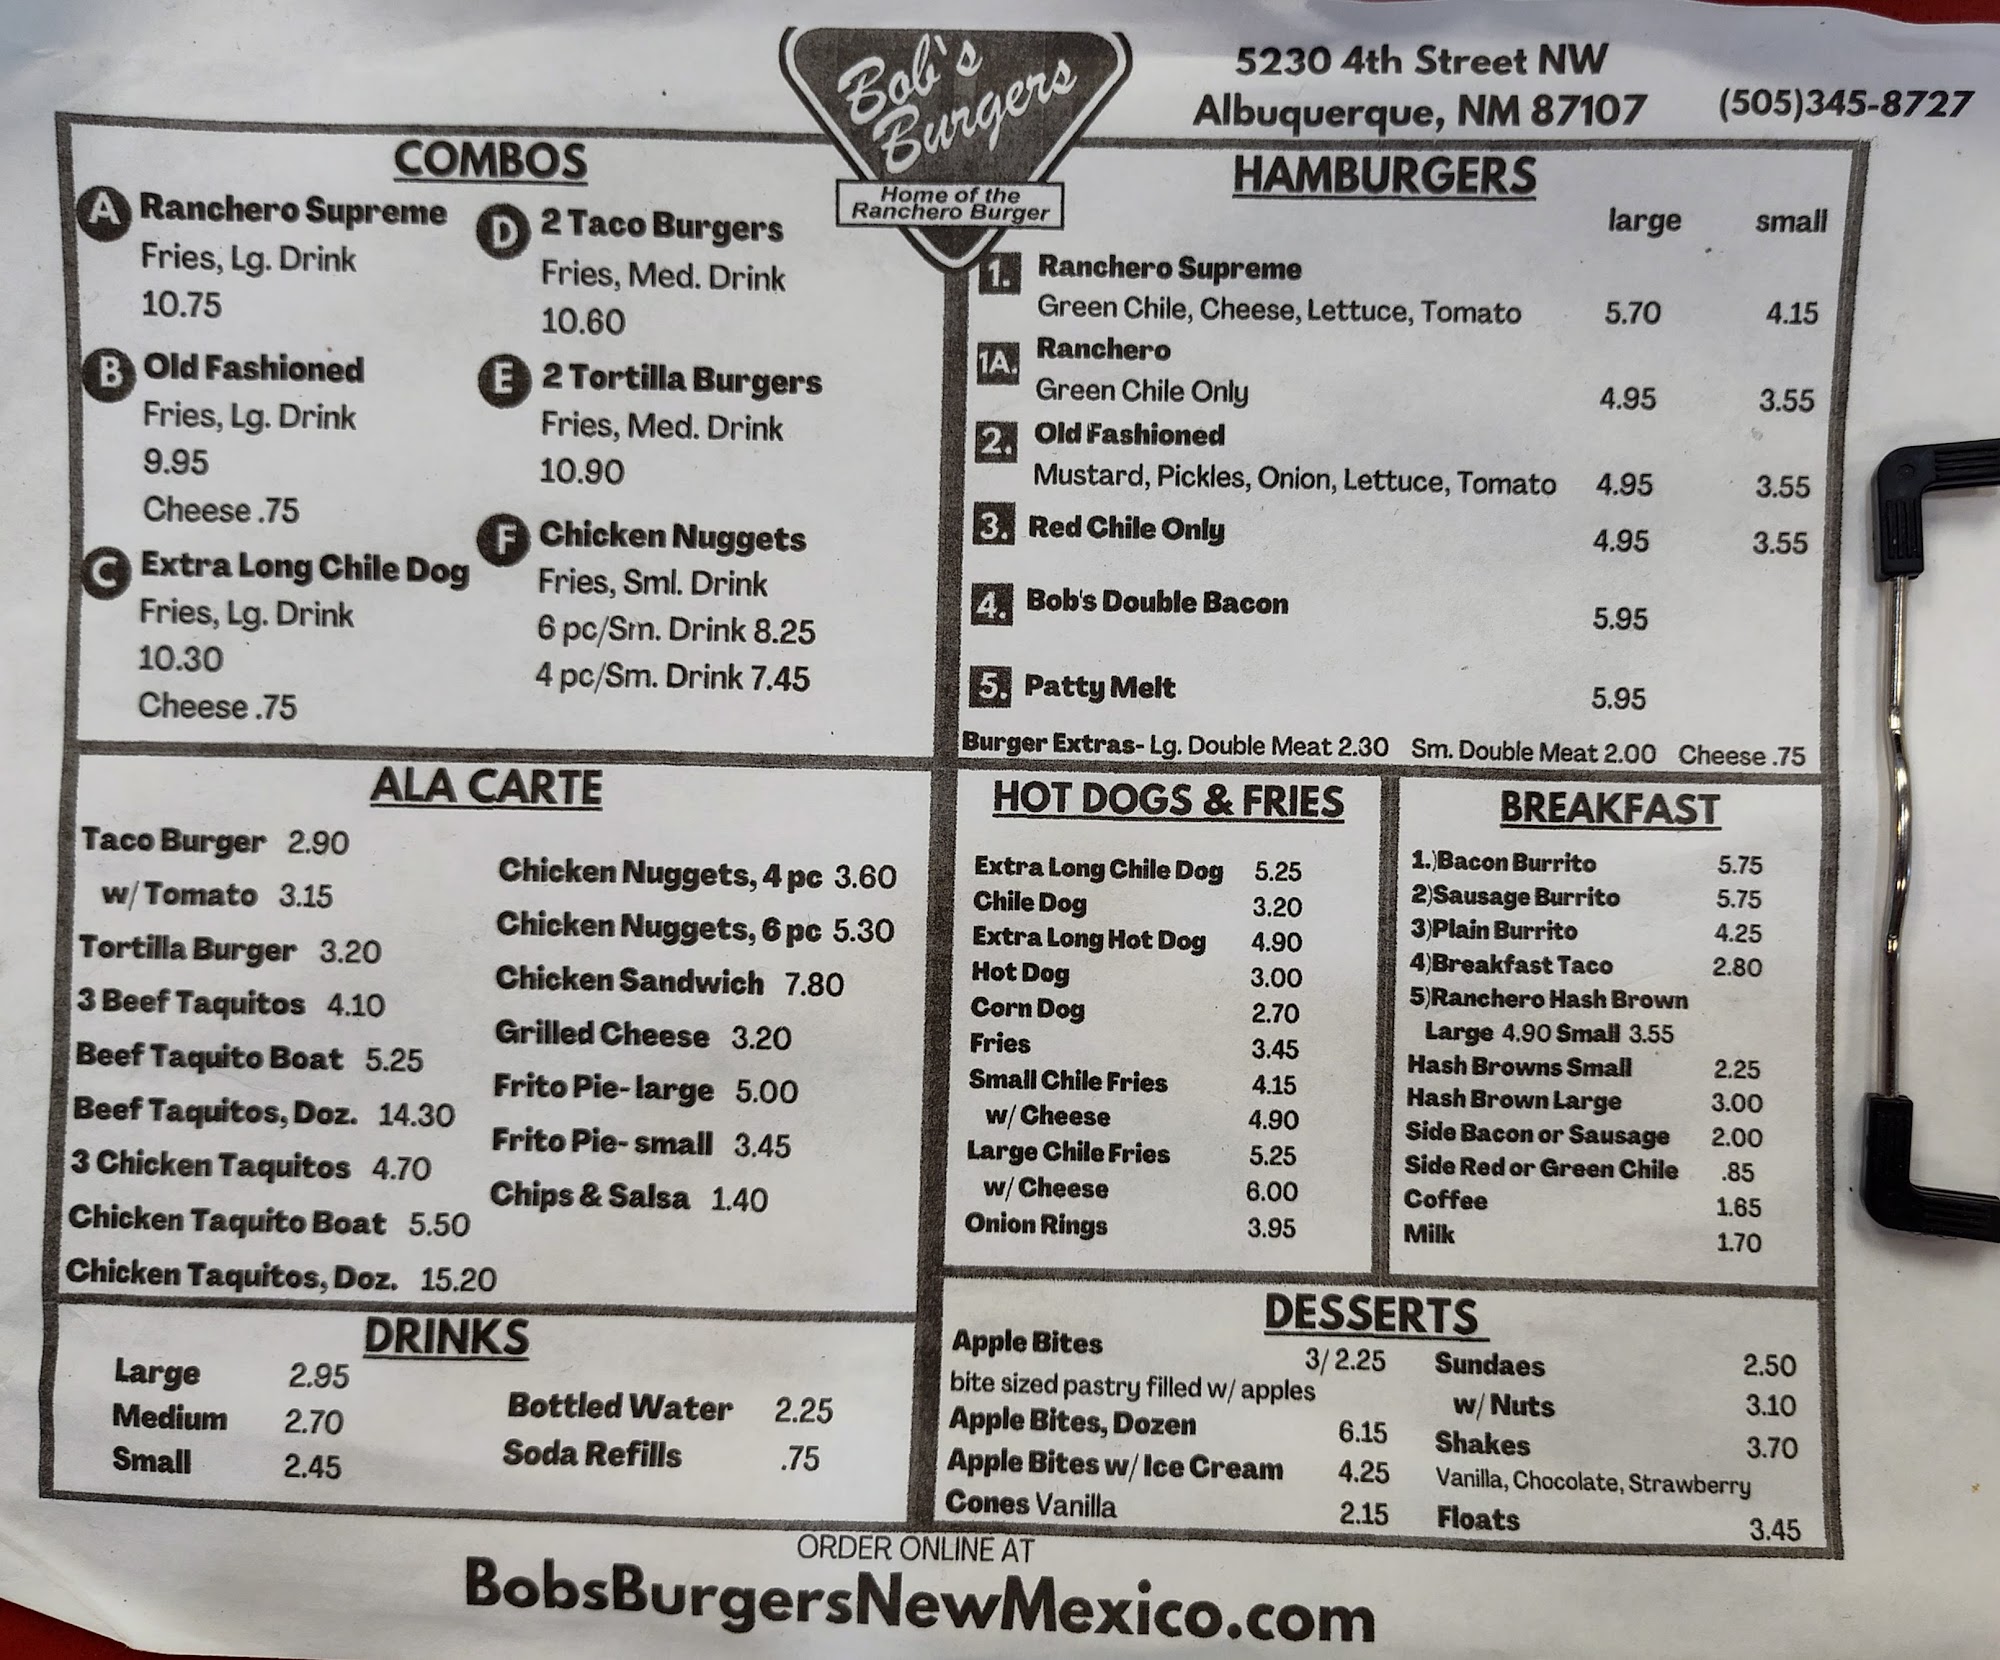 Bob's
Burgers
Home of the
Ranchero Burger
5230 4th Street NW
Albuquerque, NM 87107
(505)345-8727
COMBOS
A Ranchero Supreme
Fries, Lg. Drink
10.75
B Old Fashioned
Fries, Lg. Drink
9.95
Cheese .75
C Extra Long Chile Dog
Fries, Lg. Drink
10.30
Cheese .75
D 2 Taco Burgers
Fries, Med. Drink
10.60
E 2 Tortilla Burgers
Fries, Med. Drink
10.90
F Chicken Nuggets
Fries, Sml. Drink
6 pc/Sm. Drink 8.25
4 pc/Sm. Drink 7.45
HAMBURGERS
large small
1. Ranchero Supreme
Green Chile, Cheese, Lettuce, Tomato 5.70 4.15
1A. Ranchero
Green Chile Only 4.95 3.55
2. Old Fashioned
Mustard, Pickles, Onion, Lettuce, Tomato 4.95 3.55
3. Red Chile Only 4.95 3.55
4. Bob's Double Bacon 5.95
5. Patty Melt 5.95
Burger Extras- Lg. Double Meat 2.30 Sm. Double Meat 2.00 Cheese .75
ALA CARTE
Taco Burger 2.90
w/ Tomato 3.15
Tortilla Burger 3.20
3 Beef Taquitos 4.10
Beef Taquito Boat 5.25
Beef Taquitos, Doz. 14.30
3 Chicken Taquitos 4.70
Chicken Taquito Boat 5.50
Chicken Taquitos, Doz. 15.20
Chicken Nuggets, 4 pc 3.60
Chicken Nuggets, 6 pc 5.30
Chicken Sandwich 7.80
Grilled Cheese 3.20
Frito Pie- large 5.00
Frito Pie- small 3.45
Chips & Salsa 1.40
HOT DOGS & FRIES
Extra Long Chile Dog 5.25
Chile Dog 3.20
Extra Long Hot Dog 4.90
Hot Dog 3.00
Corn Dog 2.70
Fries 3.45
Small Chile Fries 4.15
w/ Cheese 4.90
Large Chile Fries 5.25
w/ Cheese 6.00
Onion Rings 3.95
BREAKFAST
1.)Bacon Burrito 5.75
2)Sausage Burrito 5.75
3)Plain Burrito 4.25
4)Breakfast Taco 2.80
5)Ranchero Hash Brown
Large 4.90 Small 3.55
Hash Browns Small 2.25
Hash Brown Large 3.00
Side Bacon or Sausage 2.00
Side Red or Green Chile .85
Coffee 1.65
Milk 1.70
DRINKS
Large 2.95
Medium 2.70
Small 2.45
Bottled Water 2.25
Soda Refills .75
DESSERTS
Apple Bites 3/ 2.25
bite sized pastry filled w/ apples
Apple Bites, Dozen 6.15
Apple Bites w/ Ice Cream 4.25
Cones Vanilla 2.15
Sundaes 2.50
w/ Nuts 3.10
Shakes 3.70
Vanilla, Chocolate, Strawberry
Floats 3.45
ORDER ONLINE AT
BobsBurgersNewMexico.com